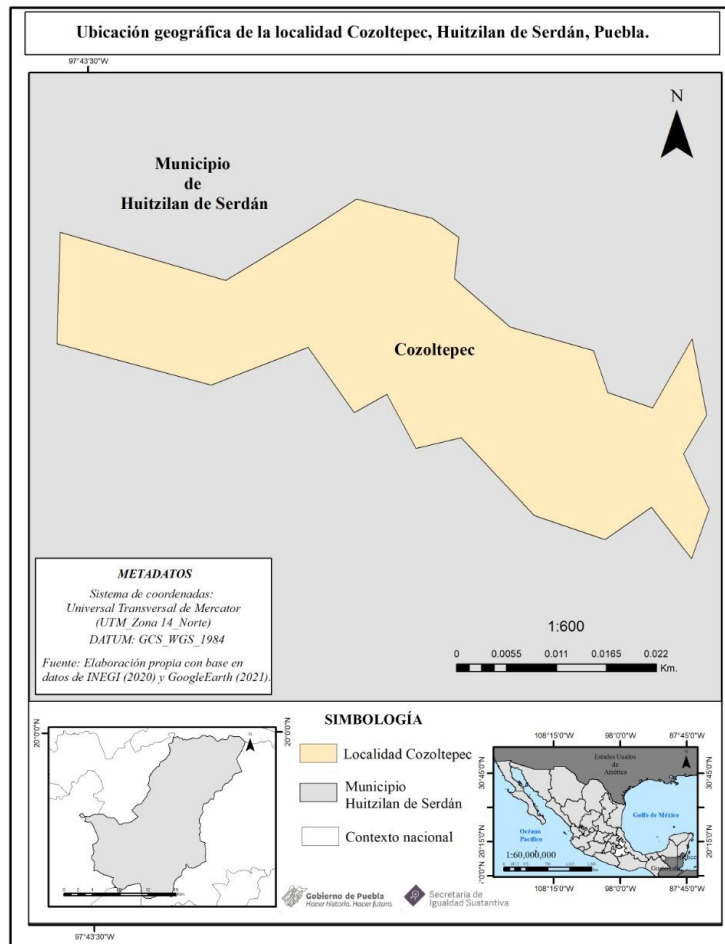 Ubicación geográfica de la localidad Cozoltepec, Huitzilan de Serdán, Puebla.
97°43'30"W
N
Municipio
de
Huitzilan de Serdán
Cozoltepec
METADATOS
Sistema de coordenadas:
Universal Transversal de Mercator
(UTM_Zona 14_Norte)
DATUM: GCS_WGS_1984
Fuente: Elaboración propia con base en
datos de INEGI (2020) y GoogleEarth (2021).
1:600
0 0.0055 0.011 0.0165 0.022
Km.
20°0'0"N
20°0'0"N
SIMBOLOGÍA
Localidad Cozoltepec
Municipio
Huitzilan de Serdán
Contexto nacional
108°15'0"W 98°0'0"W 87°45'0"W
30°45'0"N
30°45'0"N
Estados Unidos
de
América
Golfo de México
Océano
Pacífico
20°15'0"N
20°15'0"N
1:60,000,000
108°15'0"W 98°0'0"W 87°45'0"W
Gobierno de Puebla
Hacer historia. Hacer futuro.
Secretaría de
Igualdad Sustantiva
97°43'30"W